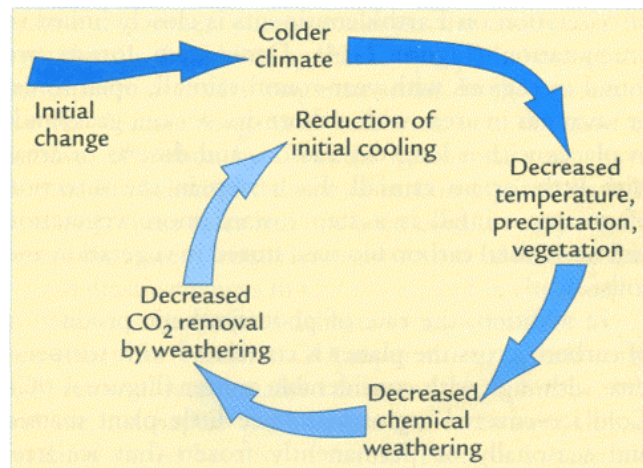 Colder
climate
Initial
change
Reduction of
initial cooling
Decreased
temperature,
precipitation,
vegetation
Decreased
CO₂ removal
by weathering
Decreased
chemical
weathering